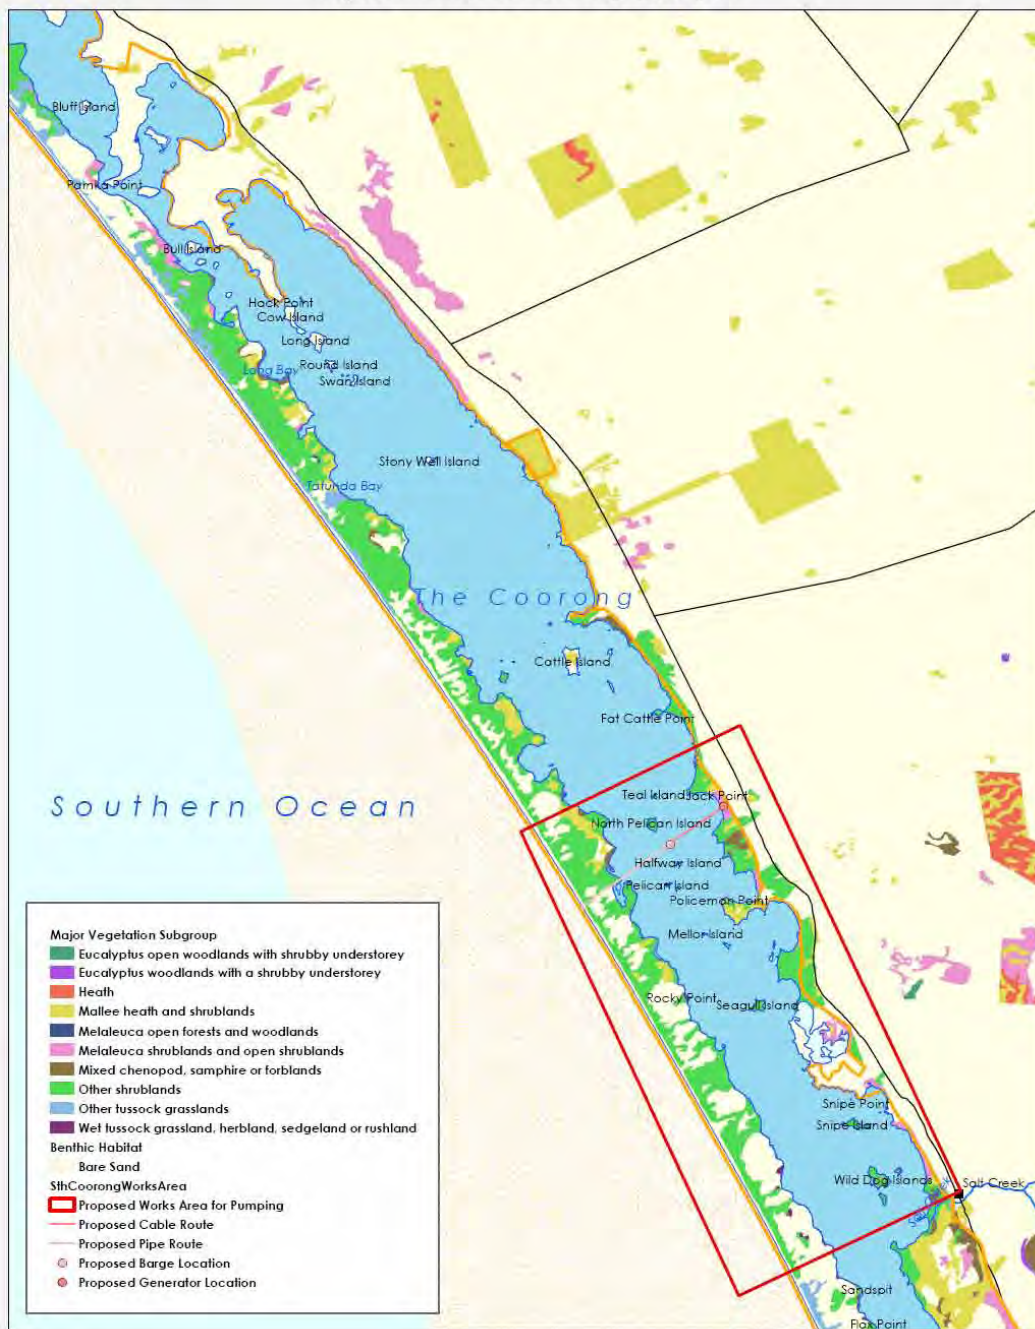 Bluff Island
Parnka Point
Bull Island
Hack Point
Cow Island
Long Island
Long Bay
Round Island
Swan Island
Stony Well Island
Tatunda Bay
The Coorong
Cattle Island
Fat Cattle Point
Southern Ocean
Teal Island
Jack Point
North Pelican Island
Halfway Island
Pelican Island
Policeman Point
Mellor Island
Rocky Point
Seagull Island
Snipe Point
Snipe Island
Wild Dog Islands
Salt Creek
Sandspit
Flax Point
Major Vegetation Subgroup
Eucalyptus open woodlands with shrubby understorey
Eucalyptus woodlands with a shrubby understorey
Heath
Mallee heath and shrublands
Melaleuca open forests and woodlands
Melaleuca shrublands and open shrublands
Mixed chenopod, samphire or forblands
Other shrublands
Other tussock grasslands
Wet tussock grassland, herbland, sedgeland or rushland
Benthic Habitat
Bare Sand
SthCoorongWorksArea
Proposed Works Area for Pumping
Proposed Cable Route
Proposed Pipe Route
Proposed Barge Location
Proposed Generator Location